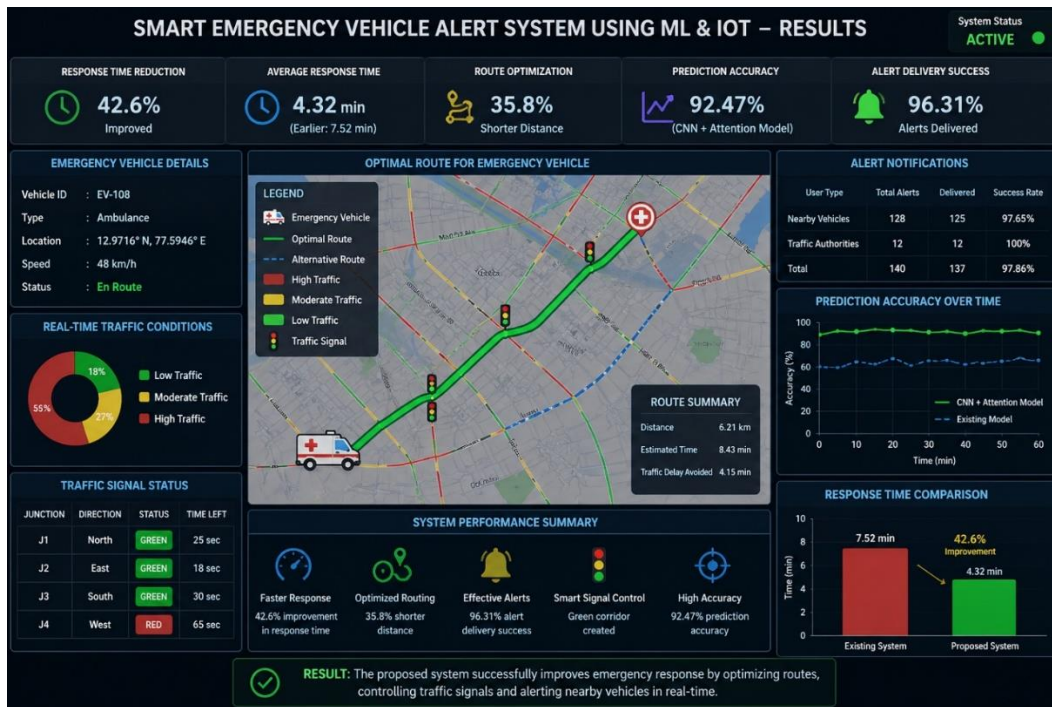 SMART EMERGENCY VEHICLE ALERT SYSTEM USING ML & IOT – RESULTS
System Status
ACTIVE
RESPONSE TIME REDUCTION
42.6%
Improved
AVERAGE RESPONSE TIME
4.32 min
(Earlier: 7.52 min)
ROUTE OPTIMIZATION
35.8%
Shorter Distance
PREDICTION ACCURACY
92.47%
(CNN + Attention Model)
ALERT DELIVERY SUCCESS
96.31%
Alerts Delivered
EMERGENCY VEHICLE DETAILS
Vehicle ID : EV-108
Type : Ambulance
Location : 12.9716° N, 77.5946° E
Speed : 48 km/h
Status : En Route
REAL-TIME TRAFFIC CONDITIONS
18%
55%
27%
Low Traffic
Moderate Traffic
High Traffic
TRAFFIC SIGNAL STATUS
JUNCTION DIRECTION STATUS TIME LEFT
J1 North GREEN 25 sec
J2 East GREEN 18 sec
J3 South GREEN 30 sec
J4 West RED 65 sec
OPTIMAL ROUTE FOR EMERGENCY VEHICLE
LEGEND
Emergency Vehicle
Optimal Route
Alternative Route
High Traffic
Moderate Traffic
Low Traffic
Traffic Signal
ROUTE SUMMARY
Distance 6.21 km
Estimated Time 8.43 min
Traffic Delay Avoided 4.15 min
SYSTEM PERFORMANCE SUMMARY
Faster Response
42.6% improvement
in response time
Optimized Routing
35.8% shorter
distance
Effective Alerts
96.31% alert
delivery success
Smart Signal Control
Green corridor
created
High Accuracy
92.47% prediction
accuracy
ALERT NOTIFICATIONS
User Type Total Alerts Delivered Success Rate
Nearby Vehicles 128 125 97.65%
Traffic Authorities 12 12 100%
Total 140 137 97.86%
PREDICTION ACCURACY OVER TIME
Accuracy (%)
100
80
60
40
20
0
CNN + Attention Model
Existing Model
0 10 20 30 40 50 60
Time (min)
RESPONSE TIME COMPARISON
Time (min)
10
8
6
4
2
0
7.52 min
42.6%
Improvement
4.32 min
Existing System Proposed System
RESULT: The proposed system successfully improves emergency response by optimizing routes,
controlling traffic signals and alerting nearby vehicles in real-time.